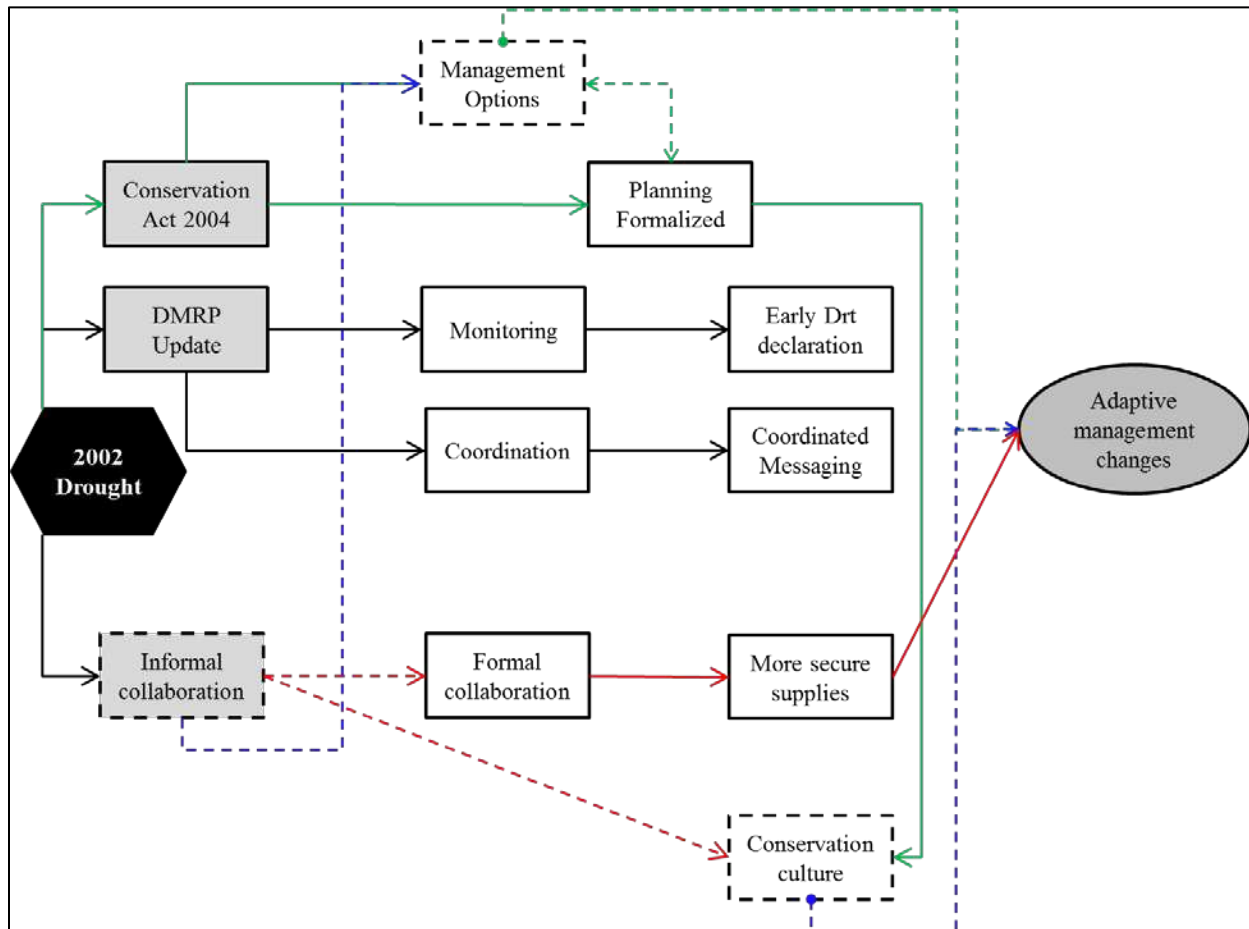 Management
Options
Conservation
Act 2004
Planning
Formalized
DMRP
Update
Monitoring
Early Drt
declaration
2002
Drought
Coordination
Coordinated
Messaging
Adaptive
management
changes
Informal
collaboration
Formal
collaboration
More secure
supplies
Conservation
culture